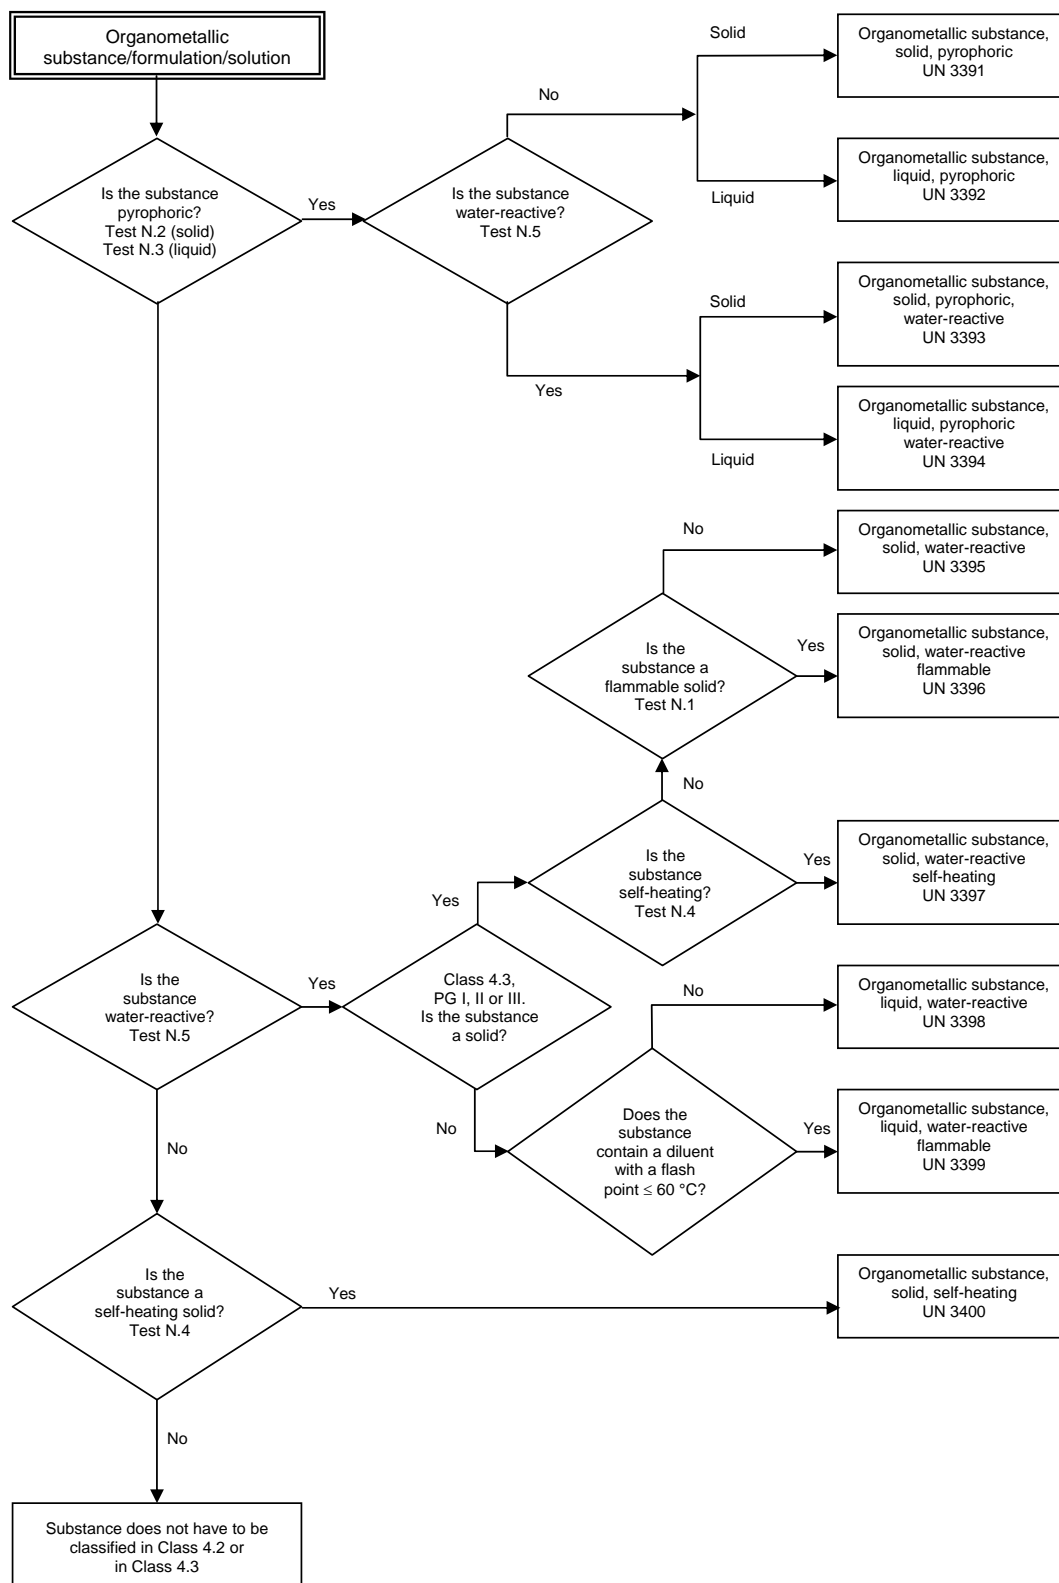 Organometallic
substance/formulation/solution
Solid
Organometallic substance,
solid, pyrophoric
UN 3391
No
Is the substance
pyrophoric?
Test N.2 (solid)
Test N.3 (liquid)
Yes
Is the substance
water-reactive?
Test N.5
Organometallic substance,
liquid, pyrophoric
UN 3392
Liquid
Solid
Organometallic substance,
solid, pyrophoric,
water-reactive
UN 3393
Yes
Organometallic substance,
liquid, pyrophoric
water-reactive
UN 3394
Liquid
No
Organometallic substance,
solid, water-reactive
UN 3395
Is the
substance a
flammable solid?
Test N.1
Yes
Organometallic substance,
solid, water-reactive
flammable
UN 3396
No
Is the
substance
self-heating?
Test N.4
Yes
Organometallic substance,
solid, water-reactive
self-heating
UN 3397
Yes
Is the
substance
water-reactive?
Test N.5
Yes
Class 4.3,
PG I, II or III.
Is the substance
a solid?
No
Organometallic substance,
liquid, water-reactive
UN 3398
No
Does the
substance
contain a diluent
with a flash
point ≤ 60 °C?
Yes
Organometallic substance,
liquid, water-reactive
flammable
UN 3399
No
Is the
substance a
self-heating solid?
Test N.4
Yes
Organometallic substance,
solid, self-heating
UN 3400
No
Substance does not have to be
classified in Class 4.2 or
in Class 4.3